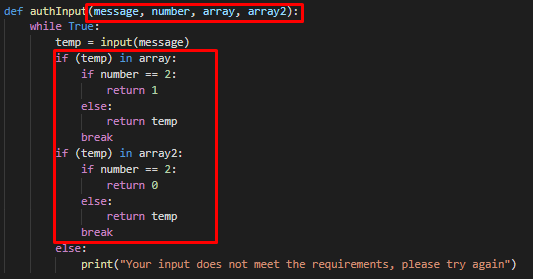 def authInput(message, number, array, array2):
    while True:
        temp = input(message)
        if (temp) in array:
            if number == 2:
                return 1
            else:
                return temp
            break
        if (temp) in array2:
            if number == 2:
                return 0
            else:
                return temp
            break
        else:
            print("Your input does not meet the requirements, please try again")